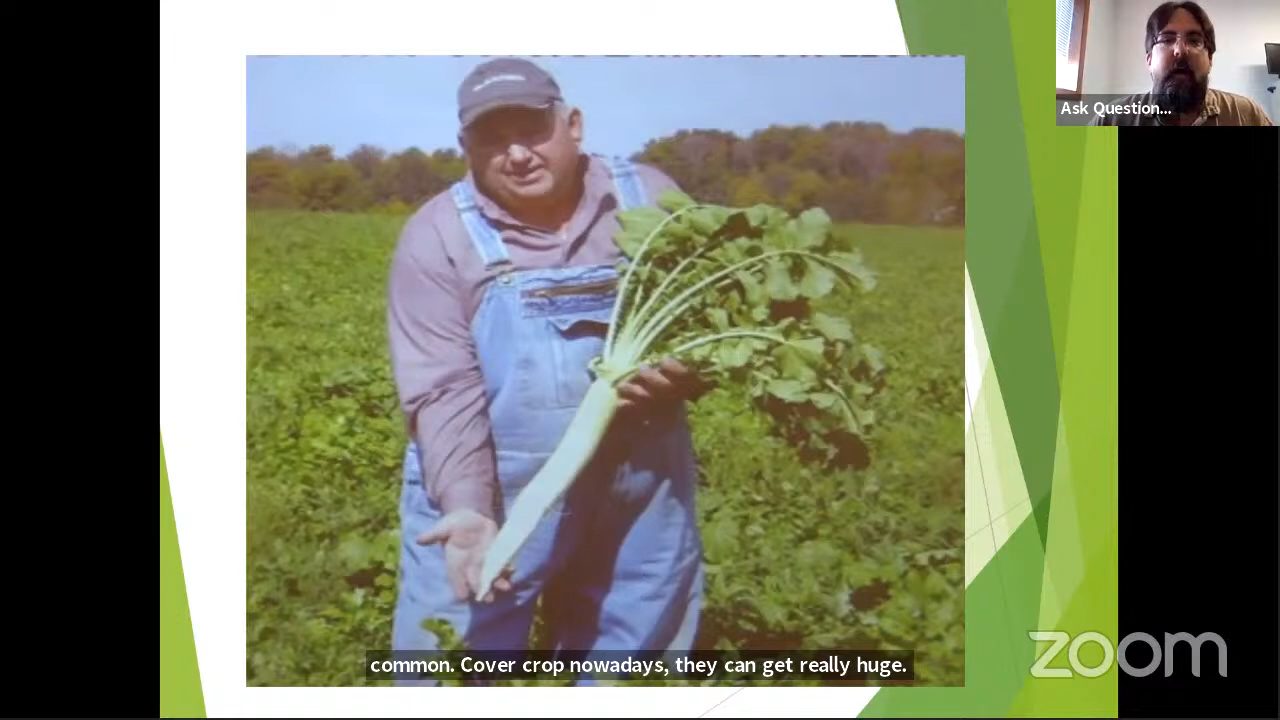 Ask Question...
common. Cover crop nowadays, they can get really huge.
zoom